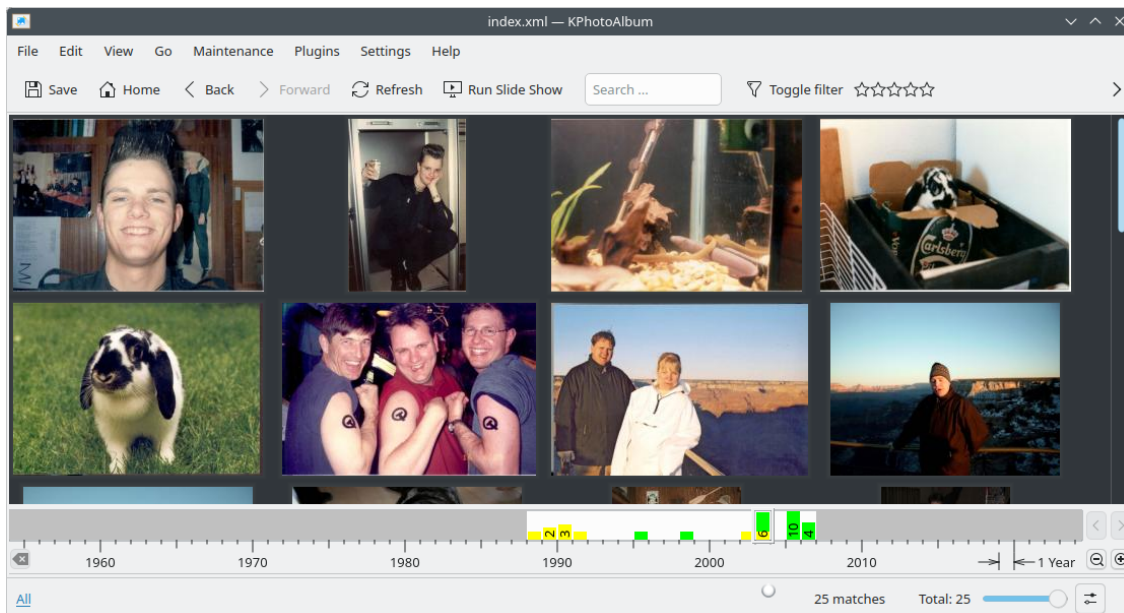 index.xml — KPhotoAlbum
File Edit View Go Maintenance Plugins Settings Help
Save Home Back Forward Refresh Run Slide Show Search ... Toggle filter
Carlsberg
2 3 6 10 4
1960 1970 1980 1990 2000 2010 1 Year
All 25 matches Total: 25